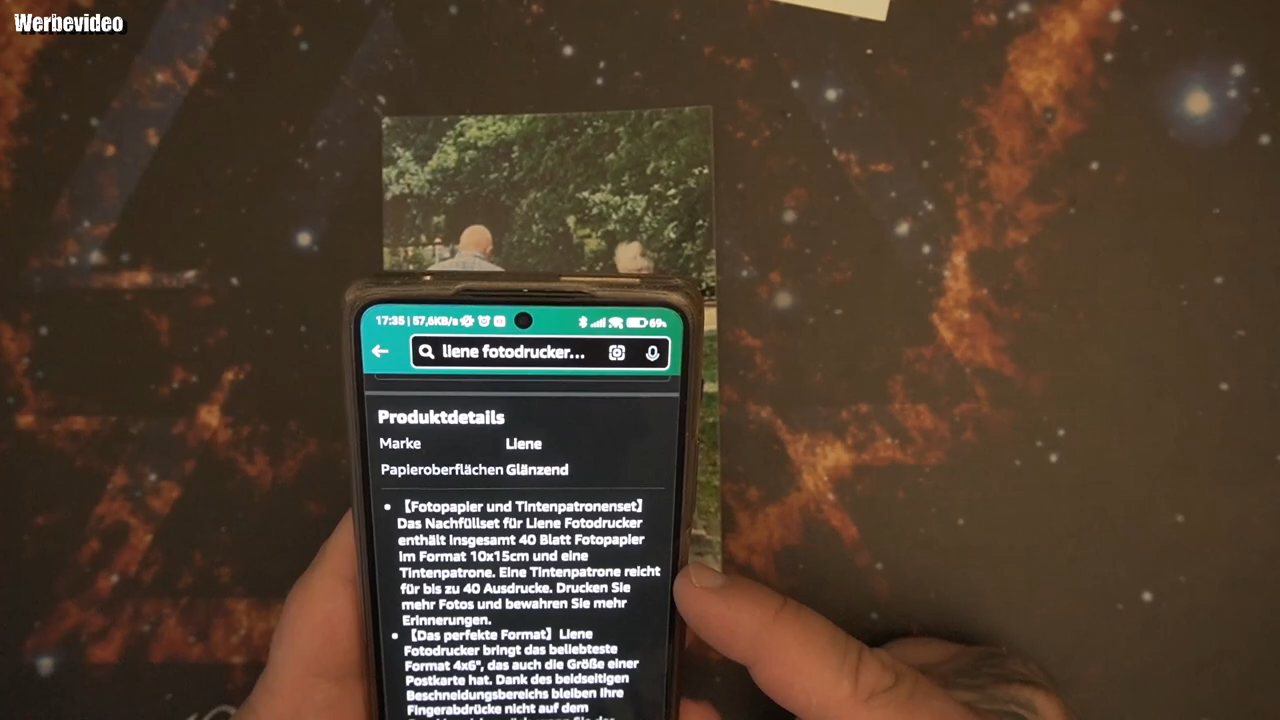 Werbevideo
17:35 | 57,6KB/s
69%
liene fotodrucker...
Produktdetails
Marke Liene
Papieroberflächen Glänzend
• 【Fotopapier und Tintenpatronenset】
Das Nachfüllset für Liene Fotodrucker
enthält insgesamt 40 Blatt Fotopapier
im Format 10x15cm und eine
Tintenpatrone. Eine Tintenpatrone reicht
für bis zu 40 Ausdrucke. Drucken Sie
mehr Fotos und bewahren Sie mehr
Erinnerungen.
• 【Das perfekte Format】Liene
Fotodrucker bringt das beliebteste
Format 4x6", das auch die Größe einer
Postkarte hat. Dank des beidseitigen
Beschneidungsbereichs bleiben Ihre
Fingerabdrücke nicht auf dem